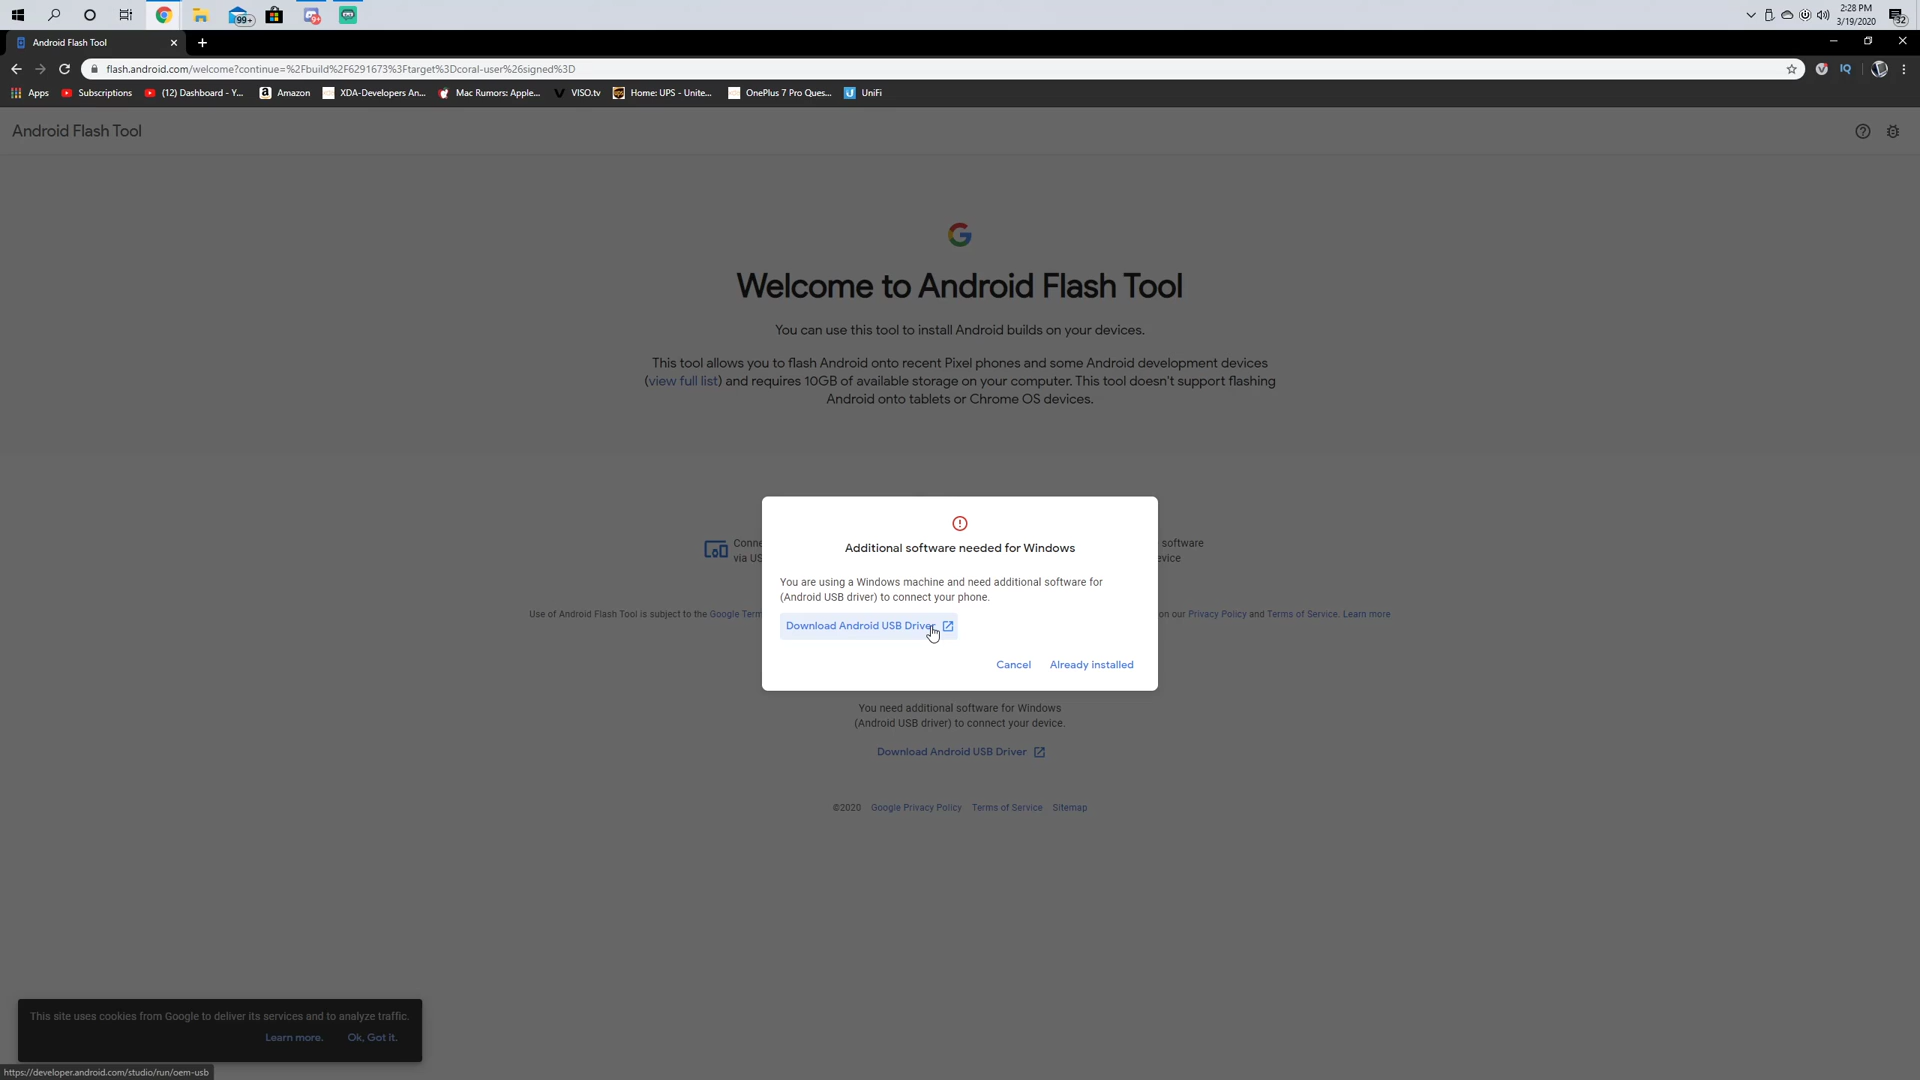 99+
9+
2:28 PM
3/19/2020
32
Android Flash Tool
flash.android.com/welcome?continue=%2Fbuild%2F6291673%3Ftarget%3Dcoral-user%26signed%3D
Apps
Subscriptions
(12) Dashboard - Y...
Amazon
XDA-Developers An...
Mac Rumors: Apple...
VISO.tv
Home: UPS - Unite...
OnePlus 7 Pro Ques...
UniFi
Android Flash Tool
Welcome to Android Flash Tool
You can use this tool to install Android builds on your devices.
This tool allows you to flash Android onto recent Pixel phones and some Android development devices
(view full list) and requires 10GB of available storage on your computer. This tool doesn't support flashing
Android onto tablets or Chrome OS devices.
Additional software needed for Windows
You are using a Windows machine and need additional software for
(Android USB driver) to connect your phone.
Download Android USB Driver
Cancel Already installed
Conne
via US
software
vice
Use of Android Flash Tool is subject to the Google Term
on our Privacy Policy and Terms of Service. Learn more
You need additional software for Windows
(Android USB driver) to connect your device.
Download Android USB Driver
©2020 Google Privacy Policy Terms of Service Sitemap
This site uses cookies from Google to deliver its services and to analyze traffic.
Learn more. Ok, Got it.
https://developer.android.com/studio/run/oem-usb